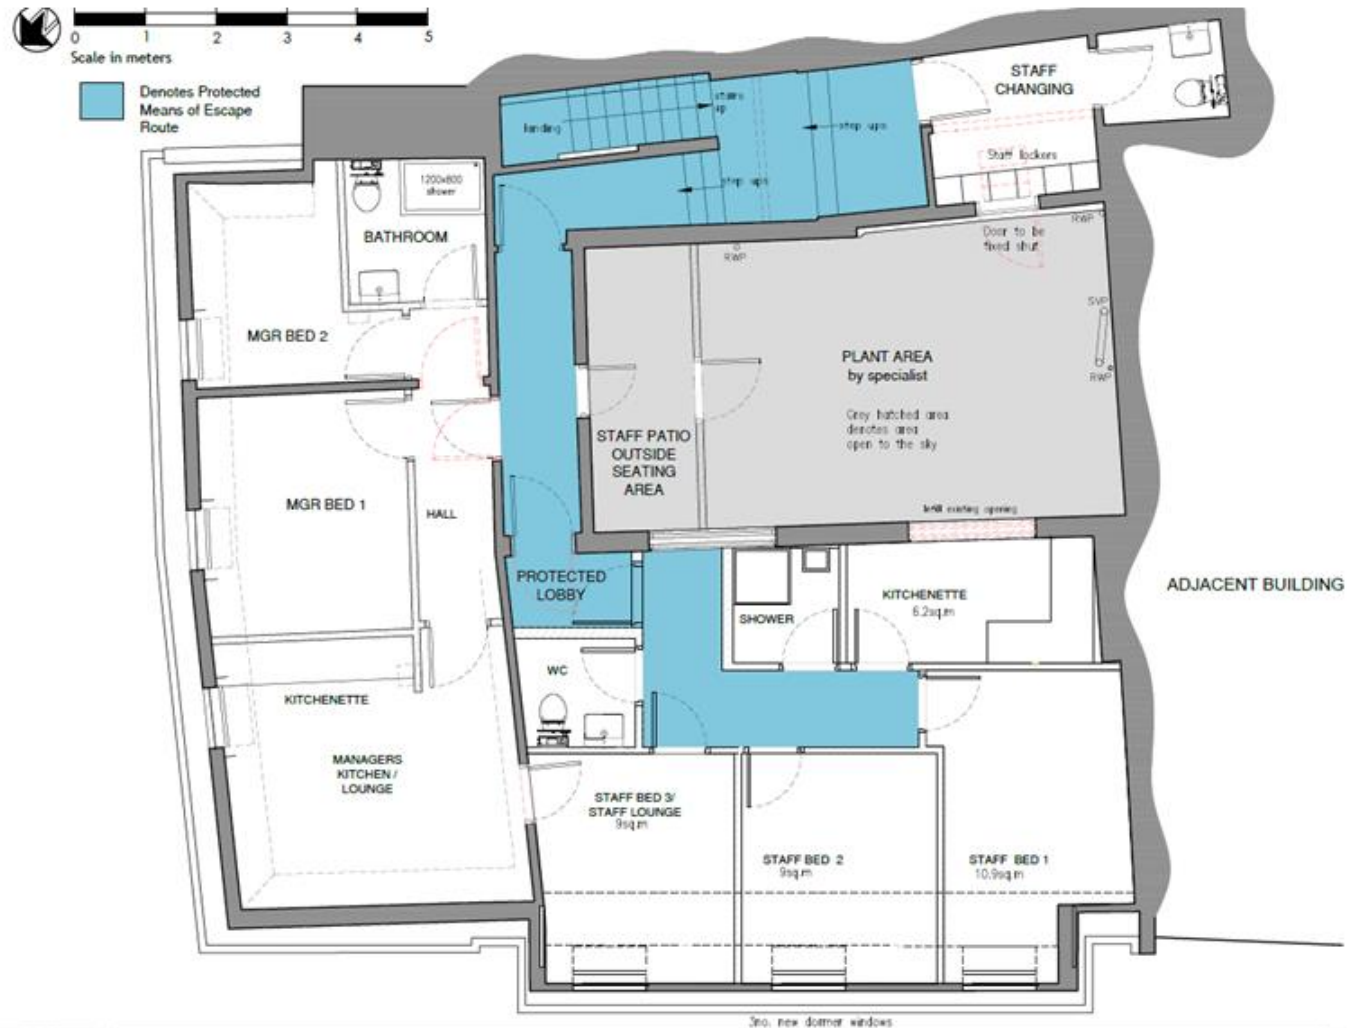 0 1 2 3 4 5
Scale in meters
Denotes Protected
Means of Escape
Route
landing
stairs
up
step ups
step ups
STAFF
CHANGING
Staff lockers
1200x800
shower
BATHROOM
MGR BED 2
RWP
Door to be
fixed shut
RWP
SVP
RWP
PLANT AREA
by specialist
Grey hatched area
denotes area
open to the sky
STAFF PATIO
OUTSIDE
SEATING
AREA
MGR BED 1
HALL
Infill existing opening
PROTECTED
LOBBY
SHOWER
KITCHENETTE
6.2sq.m
ADJACENT BUILDING
WC
KITCHENETTE
MANAGERS
KITCHEN /
LOUNGE
STAFF BED 3/
STAFF LOUNGE
9sq.m
STAFF BED 2
9sq.m
STAFF BED 1
10.9sq.m
3no. new dormer windows